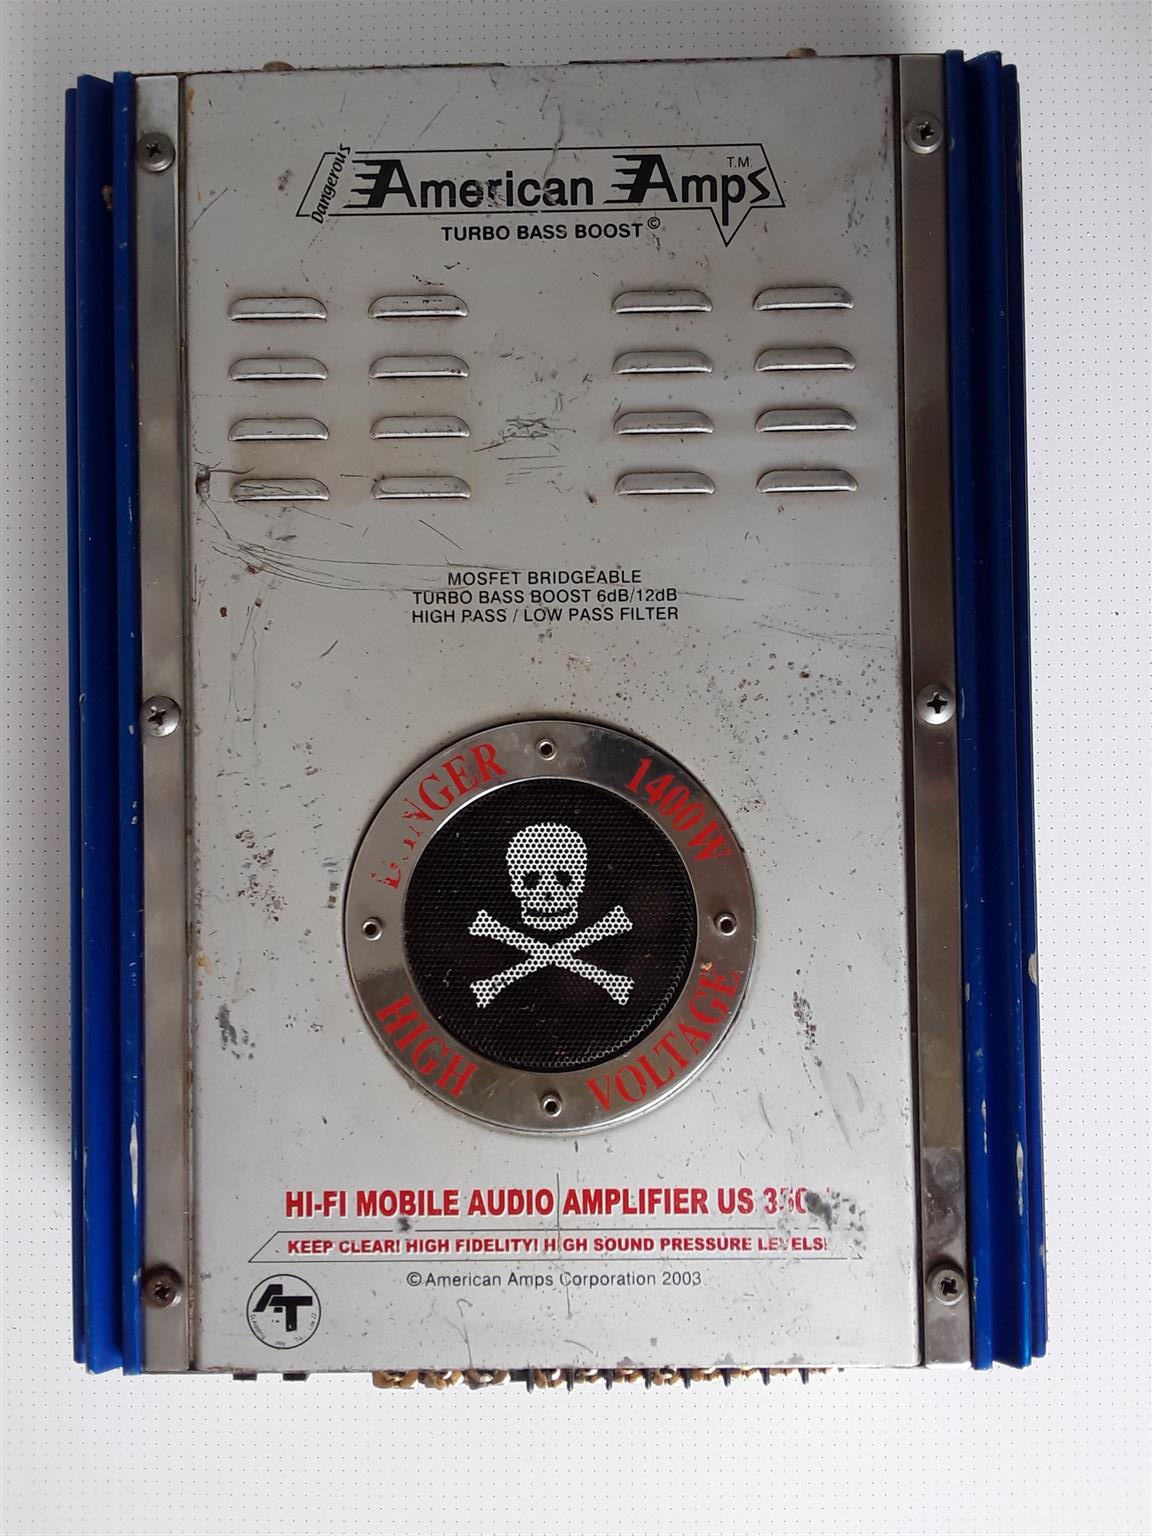 Dangerous
American Amps T.M.
TURBO BASS BOOST©
MOSFET BRIDGEABLE
TURBO BASS BOOST 6dB/12dB
HIGH PASS / LOW PASS FILTER
DANGER 1400W
HIGH VOLTAGE
HI-FI MOBILE AUDIO AMPLIFIER US
KEEP CLEAR! HIGH FIDELITY! HIGH SOUND PRESSURE LEVELS!
©American Amps Corporation 2003
AT